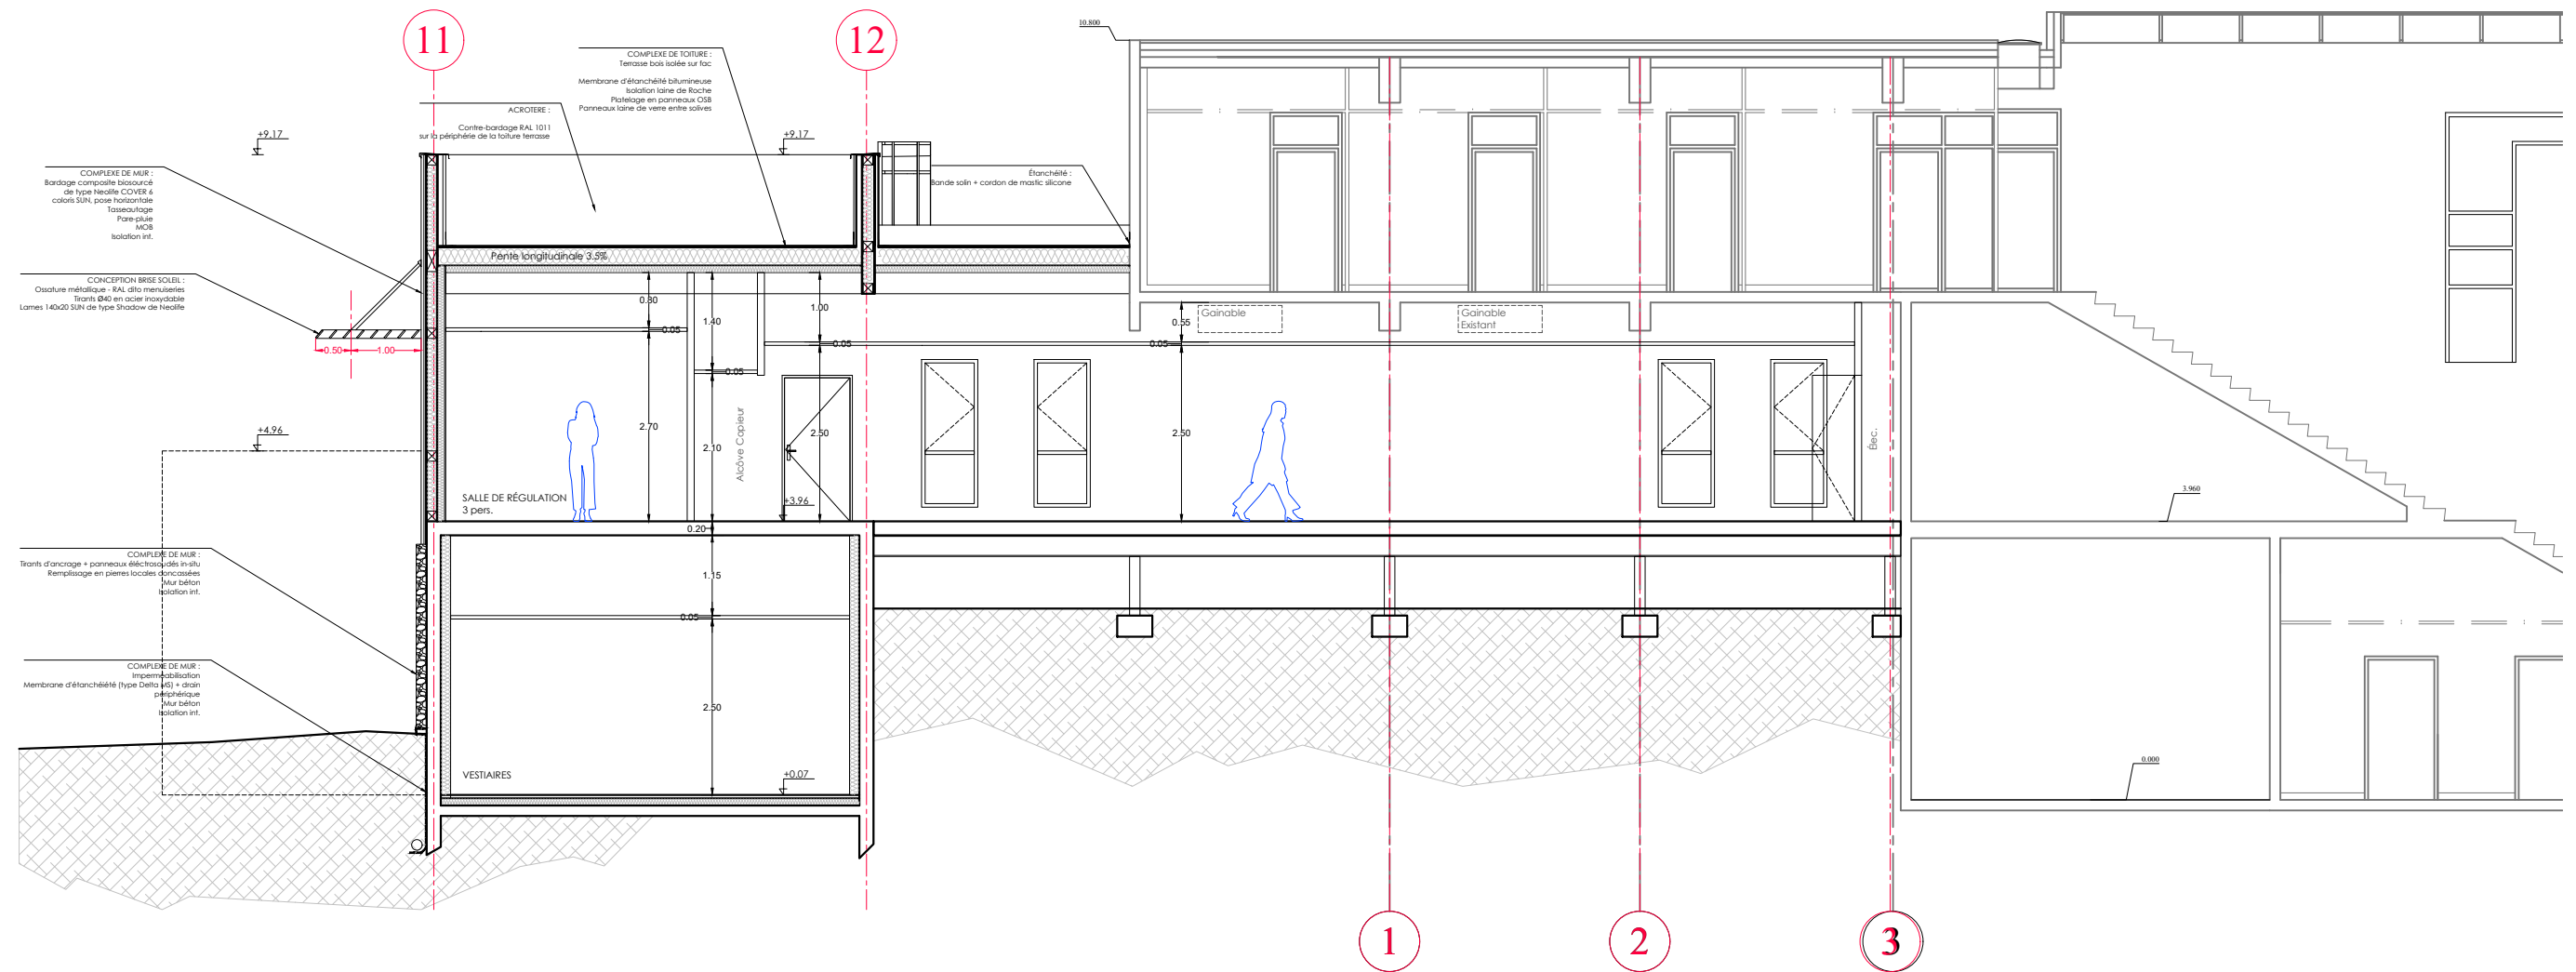 11
12
10.800
COMPLEXE DE TOITURE :
Terrasse bois isolée sur fac
Membrane d'étanchéité bitumineuse
Isolation laine de Roche
Platelage en panneaux OSB
Panneaux laine de verre entre solives
ACROTERE :
Contre-bardage RAL 1011
sur la périphérie de la toiture terrasse
+9.17
+9.17
COMPLEXE DE MUR :
Bardage composite biosourcé
de type Neolife COVER 6
coloris SUN, pose horizontale
Tasseautage
Pare-pluie
MOB
Isolation int.
Étanchéité :
Bande solin + cordon de mastic silicone
Pente longitudinale 3.5%
CONCEPTION BRISE SOLEIL :
Ossature métallique - RAL dito menuiseries
Tirants Ø40 en acier inoxydable
Lames 140x20 SUN de type Shadow de Neolife
0.50
1.00
0.80
0.05
2.70
1.40
0.05
2.10
1.00
0.05
2.50
0.55
0.05
2.50
Gainable
Gainable
Existant
Alcôve Copieur
Élec.
+4.96
SALLE DE RÉGULATION
3 pers.
+3.96
3.960
0.20
1.15
0.05
2.50
COMPLEXE DE MUR :
Tirants d'ancrage + panneaux éléctrosoudés in-situ
Remplissage en pierres locales concassées
Mur béton
Isolation int.
COMPLEXE DE MUR :
Imperméabilisation
Membrane d'étanchéiété (type Delta MS) + drain
périphérique
Mur béton
Isolation int.
VESTIAIRES
+0.07
0.000
1
2
3